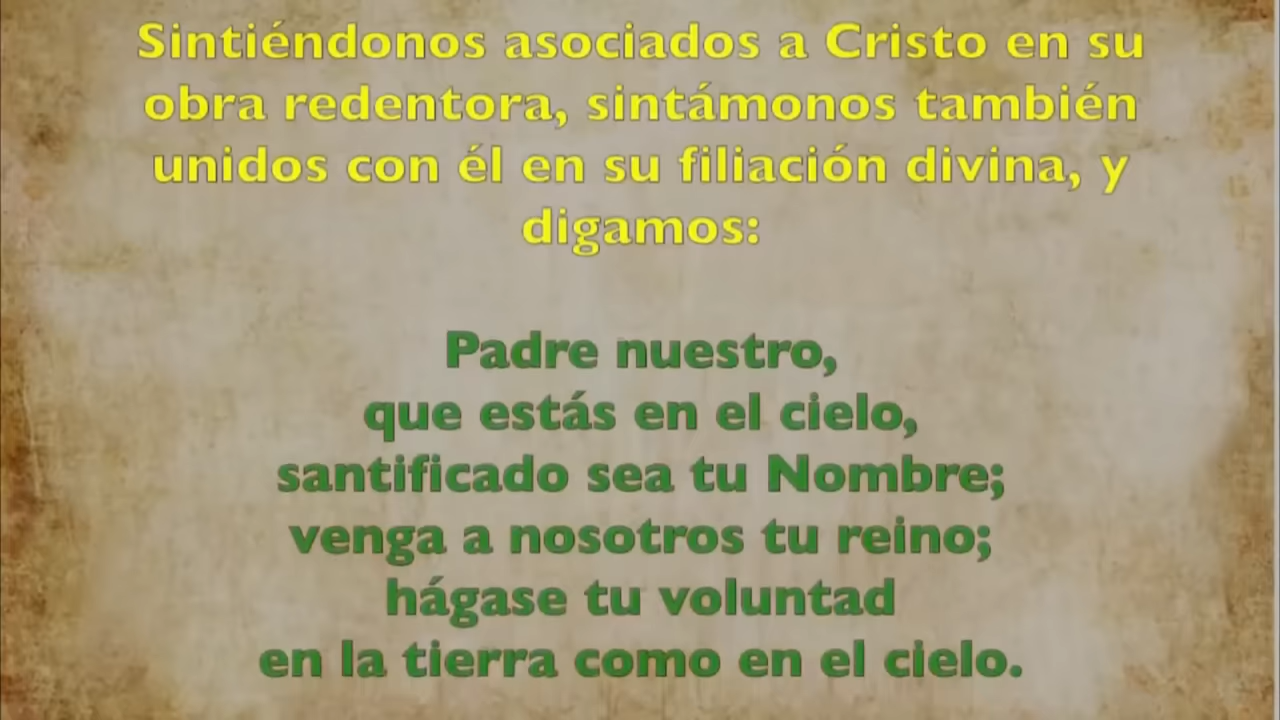 Sintiéndonos asociados a Cristo en su
obra redentora, sintámonos también
unidos con él en su filiación divina, y
digamos:
Padre nuestro,
que estás en el cielo,
santificado sea tu Nombre;
venga a nosotros tu reino;
hágase tu voluntad
en la tierra como en el cielo.